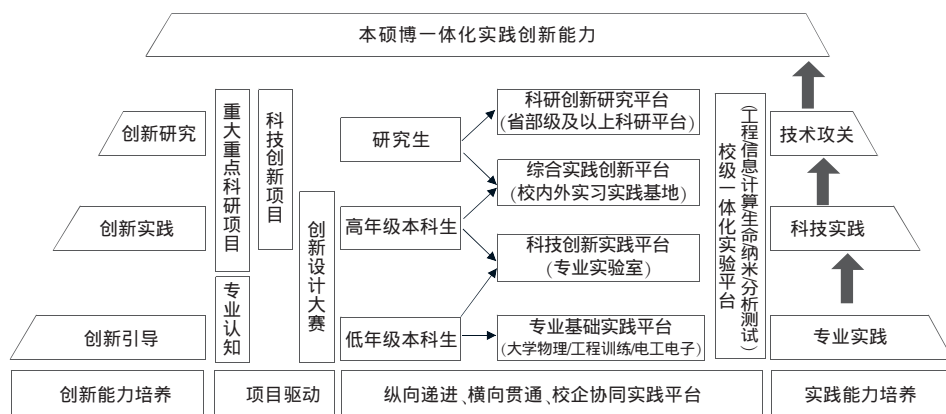 本硕博一体化实践创新能力
创新研究
创新实践
创新引导
重大重点科研项目
专业认知
科技创新项目
创新设计大赛
研究生
高年级本科生
低年级本科生
科研创新研究平台
(省部级及以上科研平台)
综合实践创新平台
(校内外实习实践基地)
科技创新实践平台
(专业实验室)
专业基础实践平台
(大学物理/工程训练/电工电子)
校级一体化实验平台
(工程/信息/计算/生命/纳米/分析测试)
技术攻关
科技实践
专业实践
创新能力培养
项目驱动
纵向递进、横向贯通、校企协同实践平台
实践能力培养